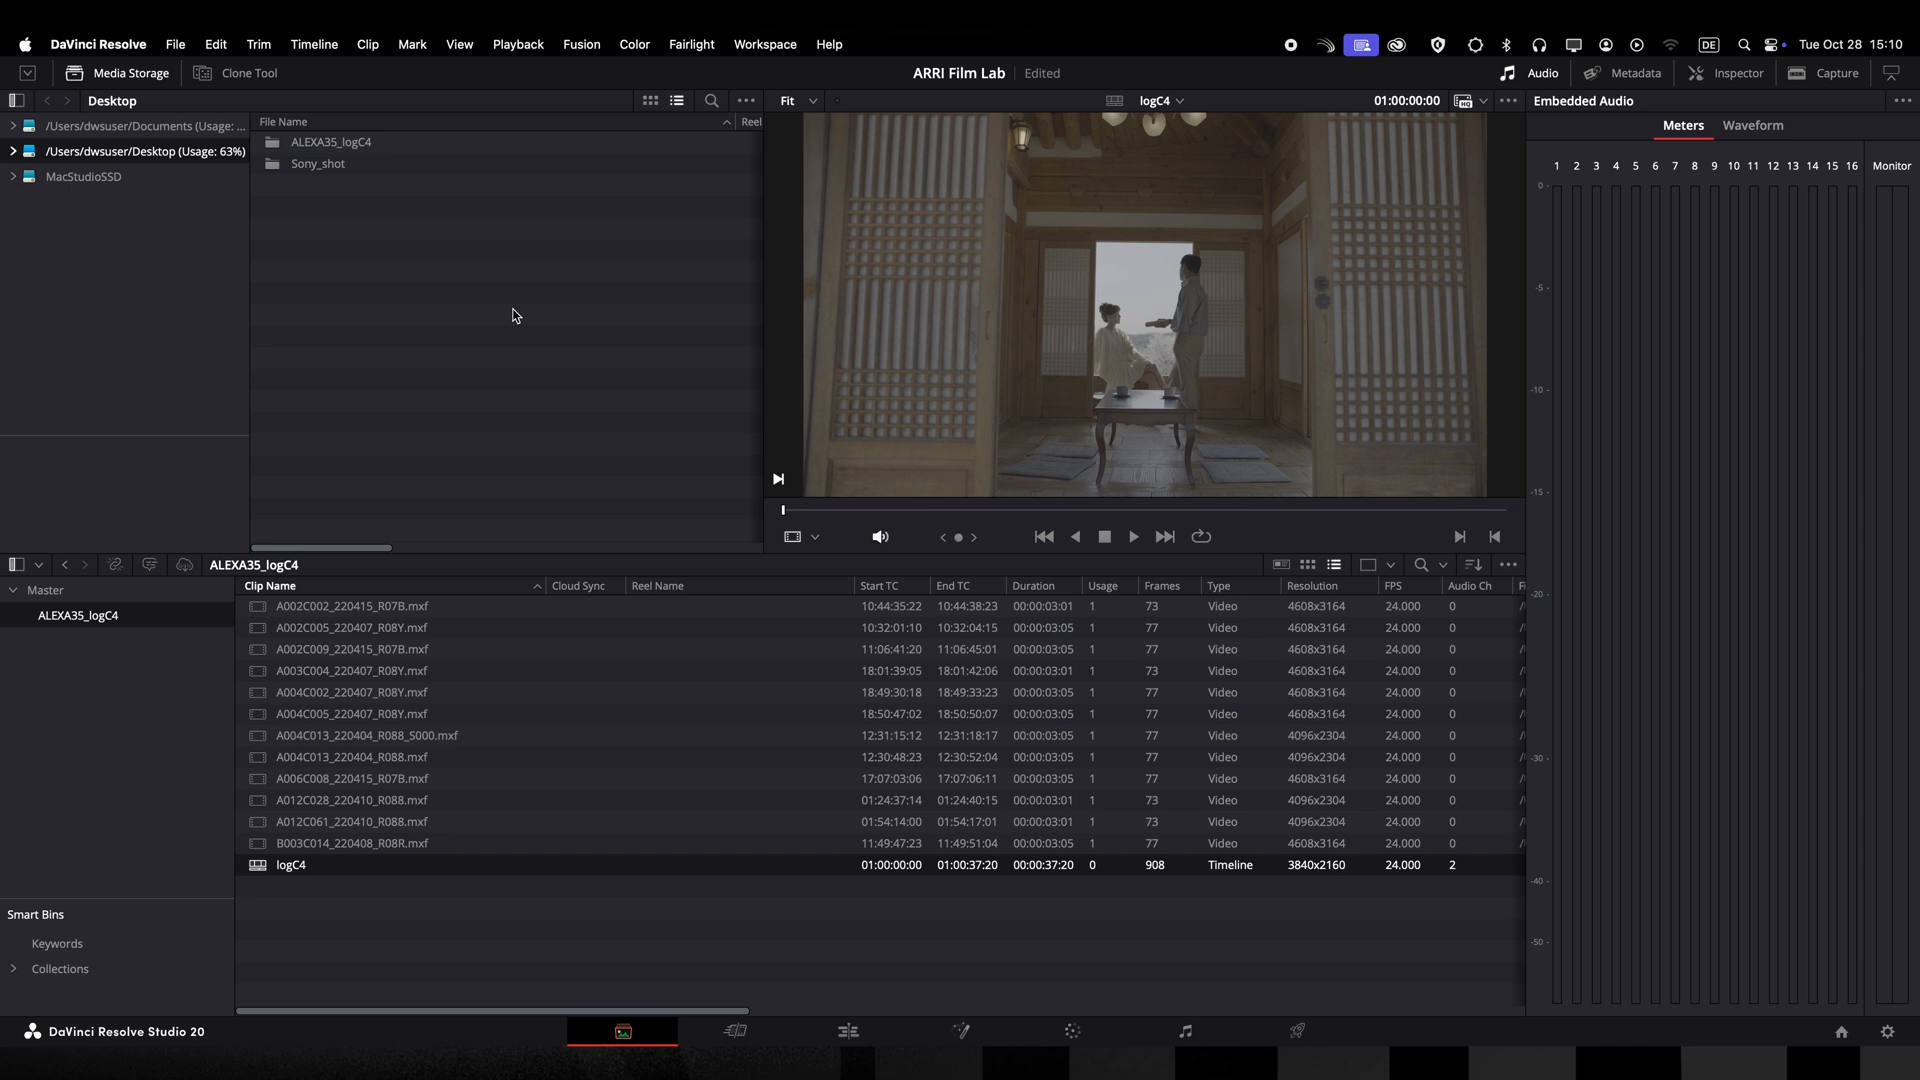 DaVinci Resolve File Edit Trim Timeline Clip Mark View Playback Fusion Color Fairlight Workspace Help DE Tue Oct 28 15:10
Media Storage Clone Tool ARRI Film Lab Edited Audio Metadata Inspector Capture
Desktop Fit logC4 01:00:00:00 Embedded Audio
/Users/dwsuser/Documents (Usage: ... File Name Reel Meters Waveform
/Users/dwsuser/Desktop (Usage: 63%) ALEXA35_logC4
MacStudioSSD Sony_shot
1 2 3 4 5 6 7 8 9 10 11 12 13 14 15 16 Monitor
0 -
-5 -
-10 -
-15 -
-20 -
-30 -
-40 -
-50 -
ALEXA35_logC4
Master
ALEXA35_logC4
Clip Name Cloud Sync Reel Name Start TC End TC Duration Usage Frames Type Resolution FPS Audio Ch Fi
A002C002_220415_R07B.mxf 10:44:35:22 10:44:38:23 00:00:03:01 1 73 Video 4608x3164 24.000 0
A002C005_220407_R08Y.mxf 10:32:01:10 10:32:04:15 00:00:03:05 1 77 Video 4608x3164 24.000 0
A002C009_220415_R07B.mxf 11:06:41:20 11:06:45:01 00:00:03:05 1 77 Video 4608x3164 24.000 0
A003C004_220407_R08Y.mxf 18:01:39:05 18:01:42:06 00:00:03:01 1 73 Video 4608x3164 24.000 0
A004C002_220407_R08Y.mxf 18:49:30:18 18:49:33:23 00:00:03:05 1 77 Video 4608x3164 24.000 0
A004C005_220407_R08Y.mxf 18:50:47:02 18:50:50:07 00:00:03:05 1 77 Video 4608x3164 24.000 0
A004C013_220404_R088_S000.mxf 12:31:15:12 12:31:18:17 00:00:03:05 1 77 Video 4096x2304 24.000 0
A004C013_220404_R088.mxf 12:30:48:23 12:30:52:04 00:00:03:05 1 77 Video 4096x2304 24.000 0
A006C008_220415_R07B.mxf 17:07:03:06 17:07:06:11 00:00:03:05 1 77 Video 4608x3164 24.000 0
A012C028_220410_R088.mxf 01:24:37:14 01:24:40:15 00:00:03:01 1 73 Video 4096x2304 24.000 0
A012C061_220410_R088.mxf 01:54:14:00 01:54:17:01 00:00:03:01 1 73 Video 4096x2304 24.000 0
B003C014_220408_R08R.mxf 11:49:47:23 11:49:51:04 00:00:03:05 1 77 Video 4608x3164 24.000 0
logC4 01:00:00:00 01:00:37:20 00:00:37:20 0 908 Timeline 3840x2160 24.000 2
Smart Bins
Keywords
Collections
DaVinci Resolve Studio 20